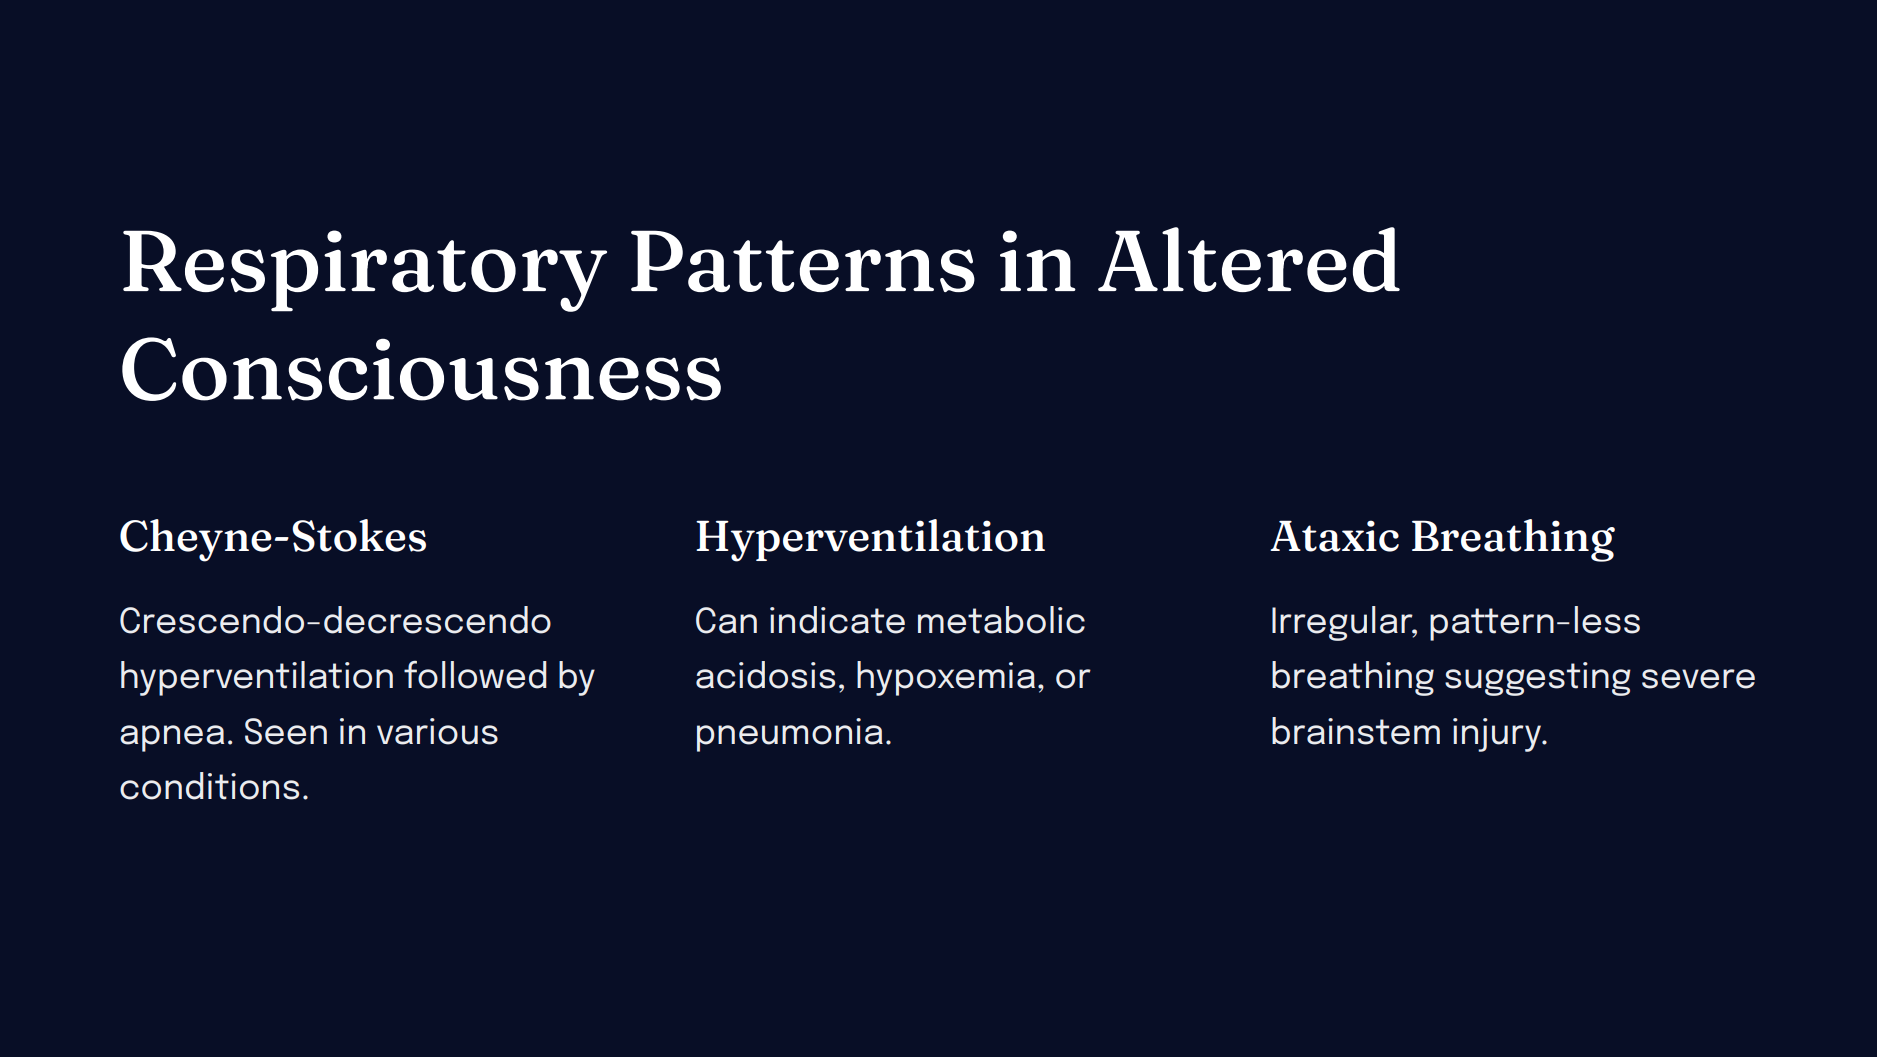 Respiratory Patterns in Altered
Consciousness
Cheyne-Stokes
Crescendo-decrescendo
hyperventilation followed by
apnea. Seen in various
conditions.
Hyperventilation
Can indicate metabolic
acidosis, hypoxemia, or
pneumonia.
Ataxic Breathing
Irregular, pattern-less
breathing suggesting severe
brainstem injury.